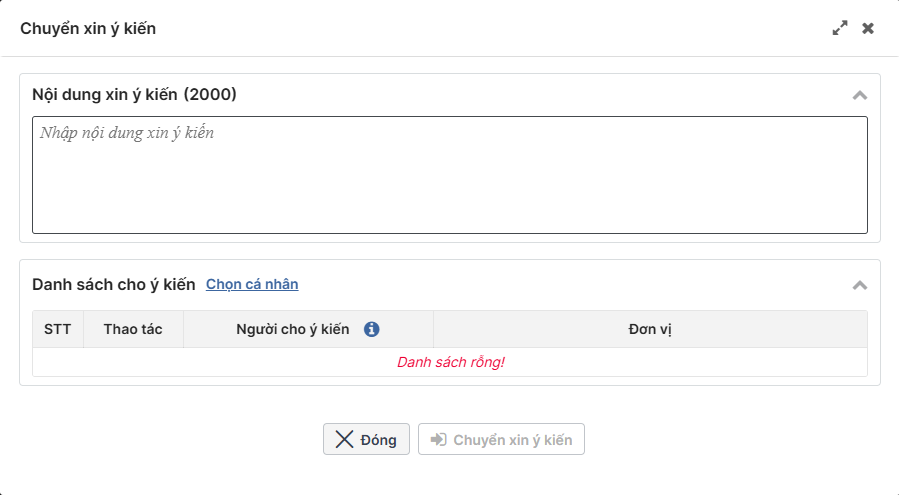 Chuyển xin ý kiến
Nội dung xin ý kiến (2000)
Nhập nội dung xin ý kiến
Danh sách cho ý kiến Chọn cá nhân
STT Thao tác Người cho ý kiến Đơn vị
Danh sách rỗng!
Đóng Chuyển xin ý kiến